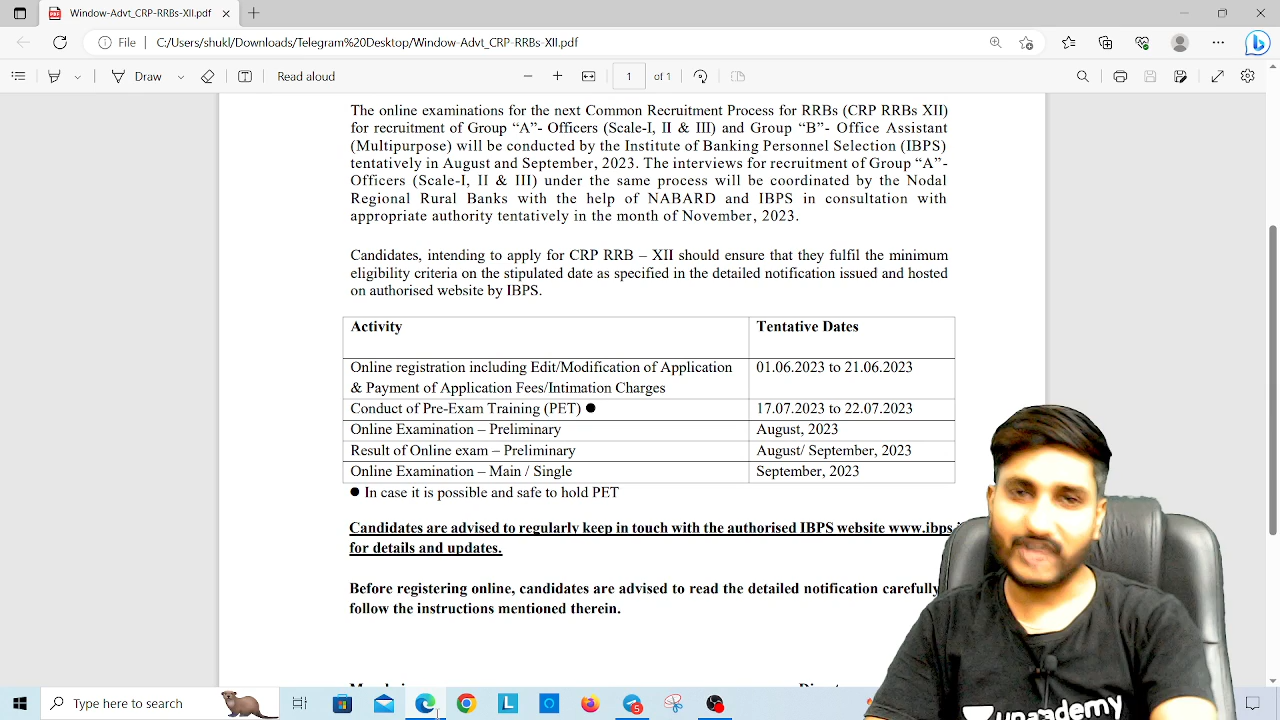 Window-Advt_CRP-RRBs-XII.pdf
File C:/Users/shukl/Downloads/Telegram%20Desktop/Window-Advt_CRP-RRBs-XII.pdf
Draw Read aloud 1 of 1
The online examinations for the next Common Recruitment Process for RRBs (CRP RRBs XII)
for recruitment of Group “A”- Officers (Scale-I, II & III) and Group “B”- Office Assistant
(Multipurpose) will be conducted by the Institute of Banking Personnel Selection (IBPS)
tentatively in August and September, 2023. The interviews for recruitment of Group “A”-
Officers (Scale-I, II & III) under the same process will be coordinated by the Nodal
Regional Rural Banks with the help of NABARD and IBPS in consultation with
appropriate authority tentatively in the month of November, 2023.
Candidates, intending to apply for CRP RRB – XII should ensure that they fulfil the minimum
eligibility criteria on the stipulated date as specified in the detailed notification issued and hosted
on authorised website by IBPS.
Activity Tentative Dates
Online registration including Edit/Modification of Application 01.06.2023 to 21.06.2023
& Payment of Application Fees/Intimation Charges
Conduct of Pre-Exam Training (PET) ● 17.07.2023 to 22.07.2023
Online Examination – Preliminary August, 2023
Result of Online exam – Preliminary August/ September, 2023
Online Examination – Main / Single September, 2023
● In case it is possible and safe to hold PET
Candidates are advised to regularly keep in touch with the authorised IBPS website www.ibps.
for details and updates.
Before registering online, candidates are advised to read the detailed notification carefully
follow the instructions mentioned therein.
Type here to search
unacademy